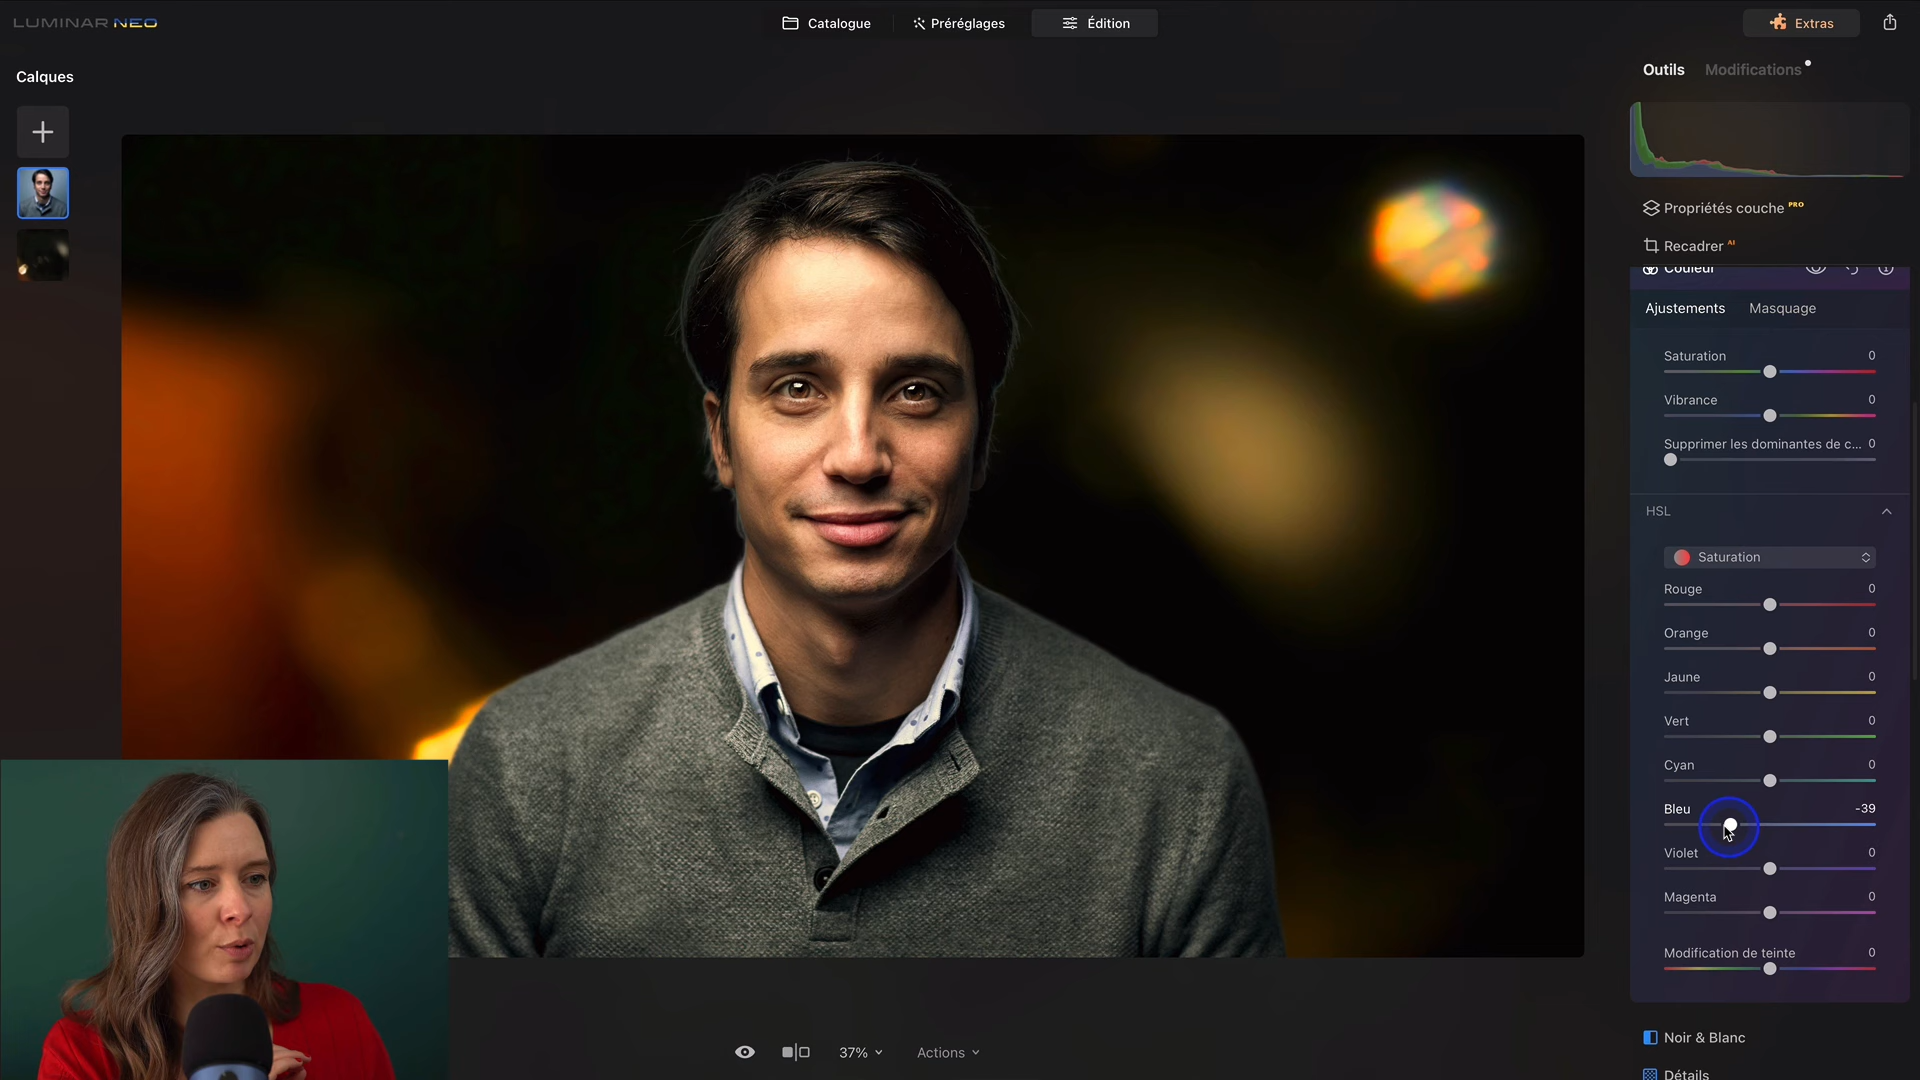 LUMINAR NEO
Catalogue
Préréglages
Édition
Extras
Calques
Outils
Modifications
Propriétés couche PRO
Recadrer AI
Couleur
Ajustements
Masquage
Saturation 0
Vibrance 0
Supprimer les dominantes de c... 0
HSL
Saturation
Rouge 0
Orange 0
Jaune 0
Vert 0
Cyan 0
Bleu -39
Violet 0
Magenta 0
Modification de teinte 0
Noir & Blanc
Détails
37%
Actions